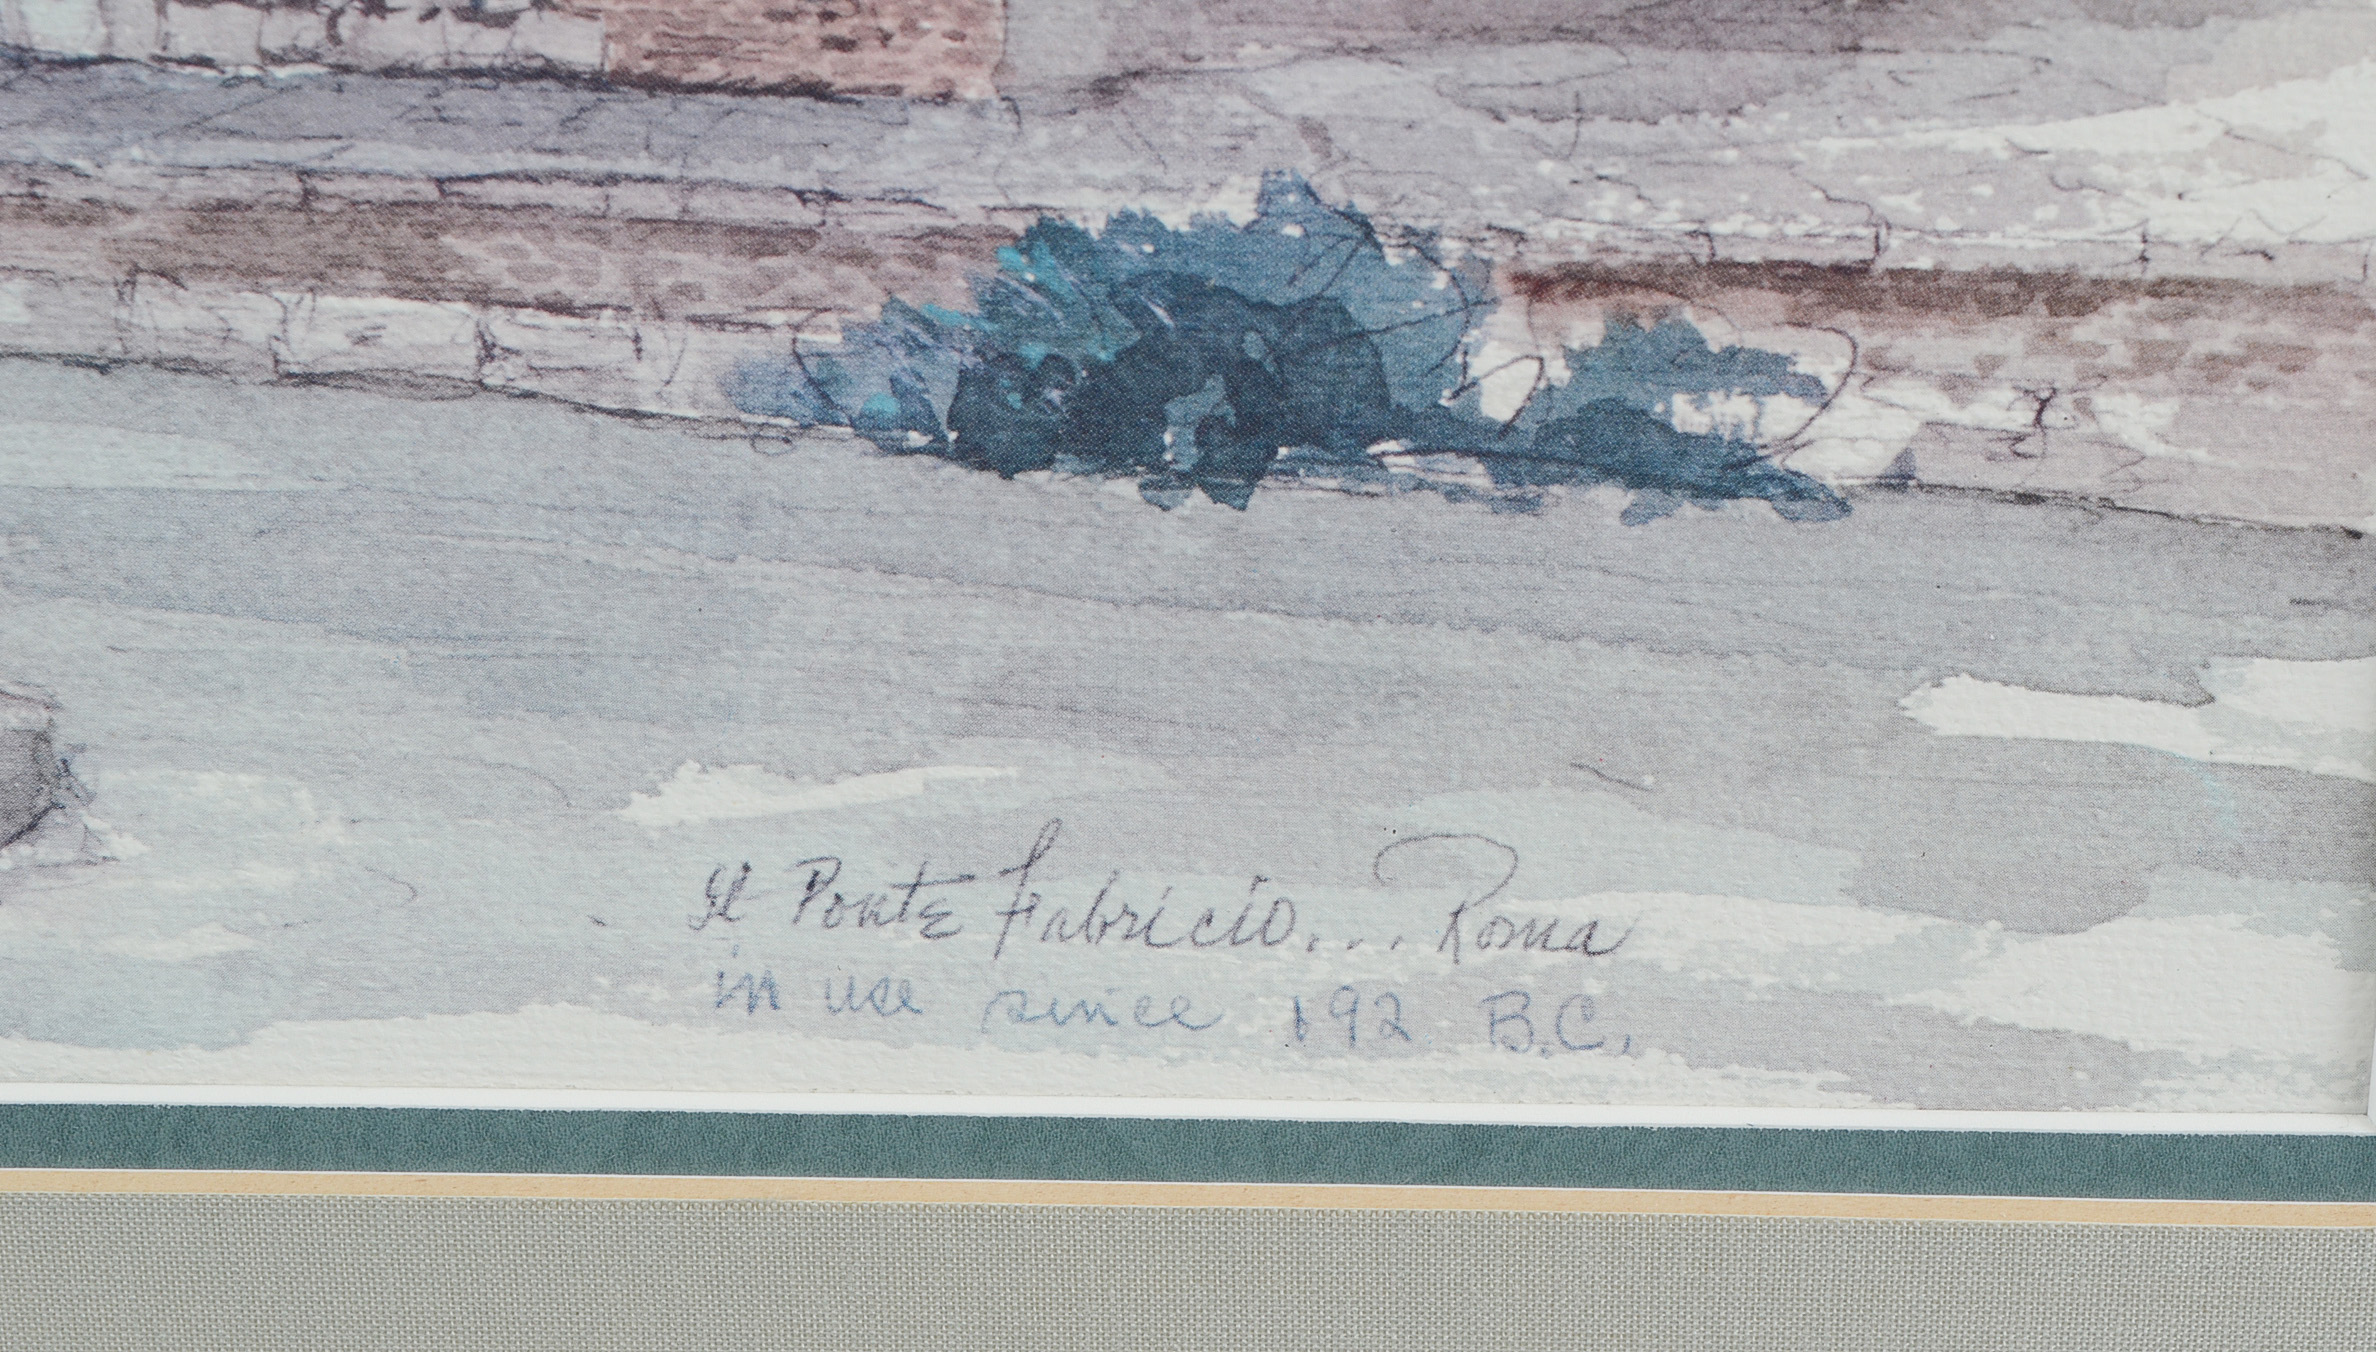 Il Ponte Fabricio... Roma
in use since 192 B.C.